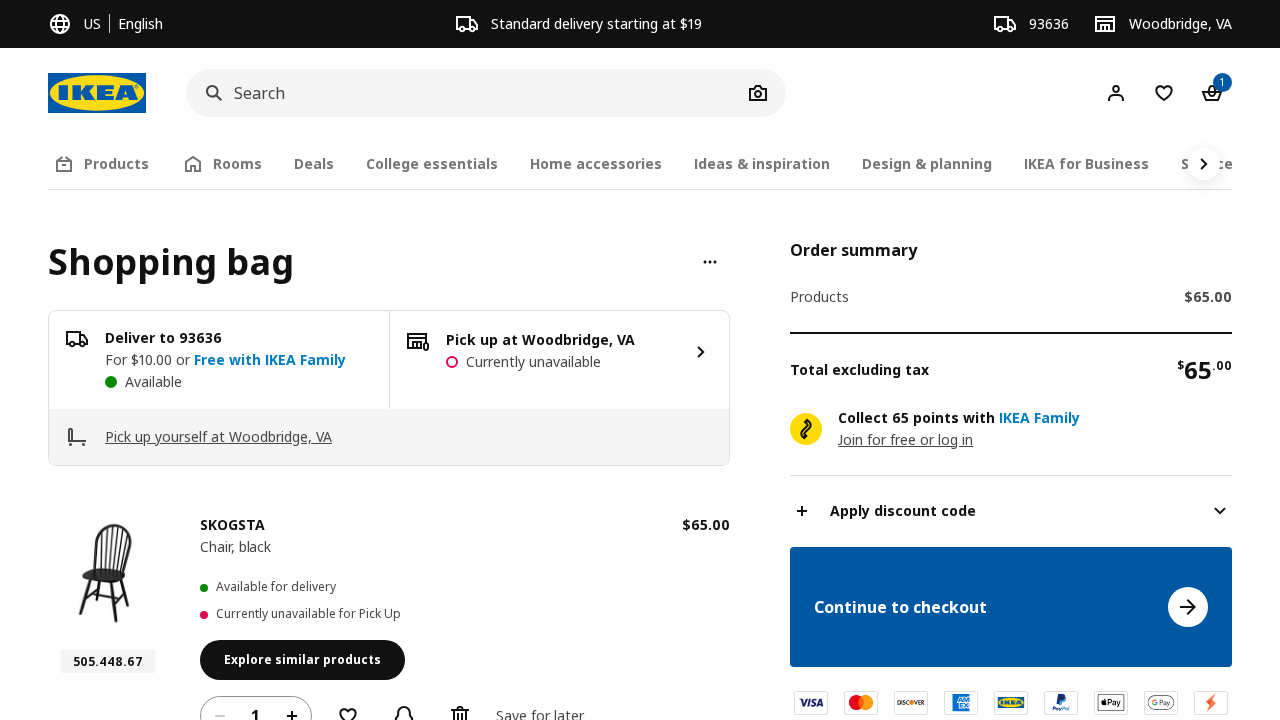 US
English
Standard delivery starting at $19
93636
Woodbridge, VA
IKEA
Search
1
Products
Rooms
Deals
College essentials
Home accessories
Ideas & inspiration
Design & planning
IKEA for Business
Shopping bag
Deliver to 93636
For $10.00 or Free with IKEA Family
Available
Pick up at Woodbridge, VA
Currently unavailable
Pick up yourself at Woodbridge, VA
SKOGSTA
$65.00
Chair, black
Available for delivery
Currently unavailable for Pick Up
505.448.67
Explore similar products
1
Save for later
Order summary
Products
$65.00
Total excluding tax
$65.00
Collect 65 points with IKEA Family
Join for free or log in
Apply discount code
Continue to checkout
VISA
DISCOVER
AMEX
IKEA
PayPal
Pay
G Pay